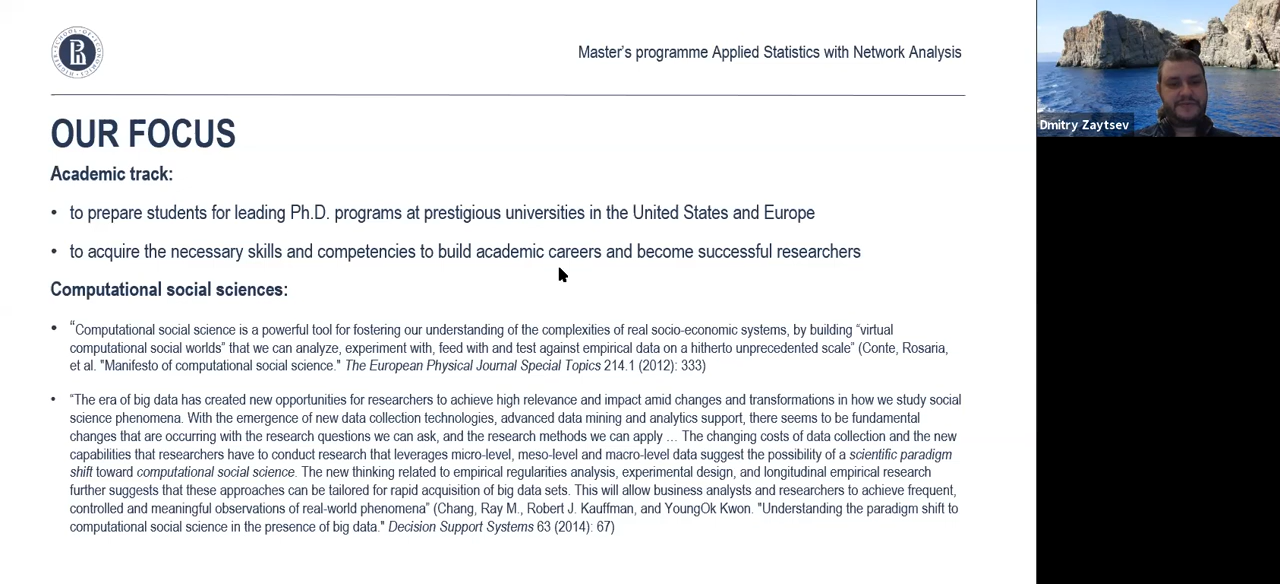 HIGHER · SCHOOL · OF · ECONOMICS
Master's programme Applied Statistics with Network Analysis
OUR FOCUS
Academic track:
• to prepare students for leading Ph.D. programs at prestigious universities in the United States and Europe
• to acquire the necessary skills and competencies to build academic careers and become successful researchers
Computational social sciences:
• “Computational social science is a powerful tool for fostering our understanding of the complexities of real socio-economic systems, by building “virtual
computational social worlds” that we can analyze, experiment with, feed with and test against empirical data on a hitherto unprecedented scale” (Conte, Rosaria,
et al. "Manifesto of computational social science." The European Physical Journal Special Topics 214.1 (2012): 333)
• “The era of big data has created new opportunities for researchers to achieve high relevance and impact amid changes and transformations in how we study social
science phenomena. With the emergence of new data collection technologies, advanced data mining and analytics support, there seems to be fundamental
changes that are occurring with the research questions we can ask, and the research methods we can apply ... The changing costs of data collection and the new
capabilities that researchers have to conduct research that leverages micro-level, meso-level and macro-level data suggest the possibility of a scientific paradigm
shift toward computational social science. The new thinking related to empirical regularities analysis, experimental design, and longitudinal empirical research
further suggests that these approaches can be tailored for rapid acquisition of big data sets. This will allow business analysts and researchers to achieve frequent,
controlled and meaningful observations of real-world phenomena” (Chang, Ray M., Robert J. Kauffman, and YoungOk Kwon. "Understanding the paradigm shift to
computational social science in the presence of big data." Decision Support Systems 63 (2014): 67)
Dmitry Zaytsev